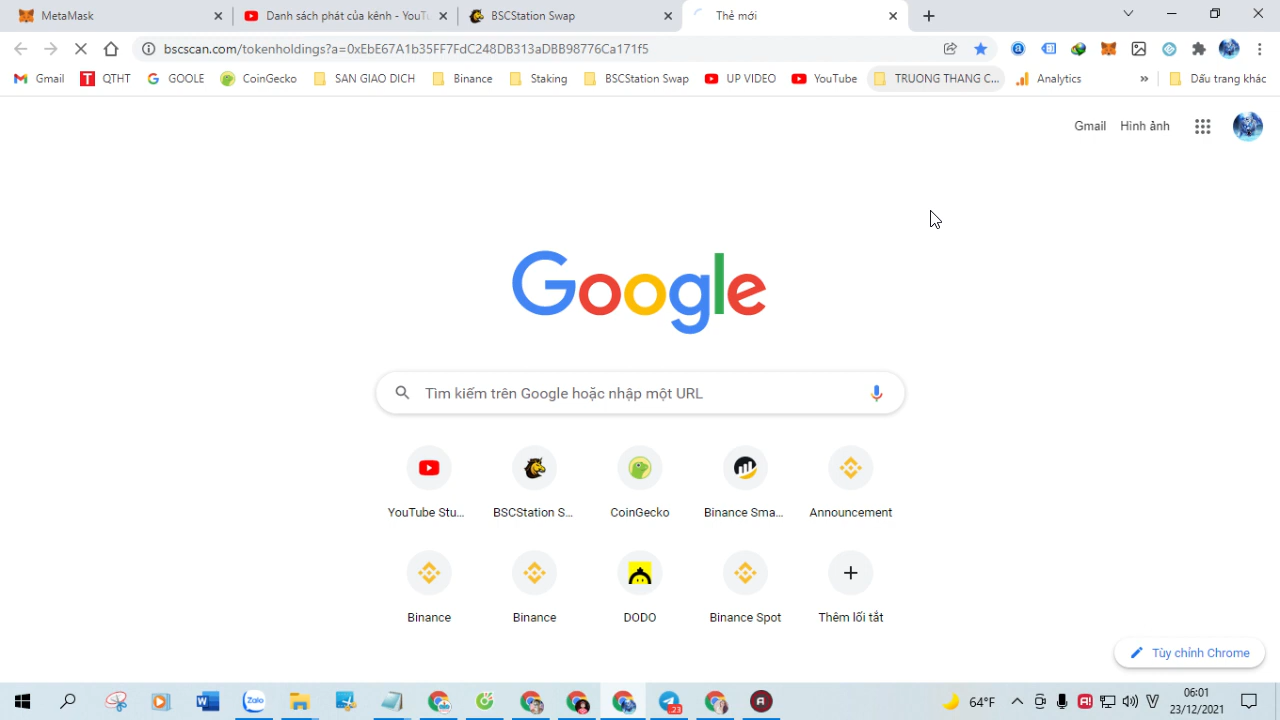 MetaMask
Danh sách phát của kênh - YouTu
BSCStation Swap
Thẻ mới
bscscan.com/tokenholdings?a=0xEbE67A1b35FF7FdC248DB313aDBB98776Ca171f5
Gmail
QTHT
GOOLE
CoinGecko
SAN GIAO DICH
Binance
Staking
BSCStation Swap
UP VIDEO
YouTube
TRUONG THANG C...
Analytics
»
Dấu trang khác
Gmail
Hình ảnh
Google
Tìm kiếm trên Google hoặc nhập một URL
YouTube Stu...
BSCStation S...
CoinGecko
Binance Sma...
Announcement
Binance
Binance
DODO
Binance Spot
Thêm lối tắt
Tùy chỉnh Chrome
Zalo
23
64°F
06:01
23/12/2021